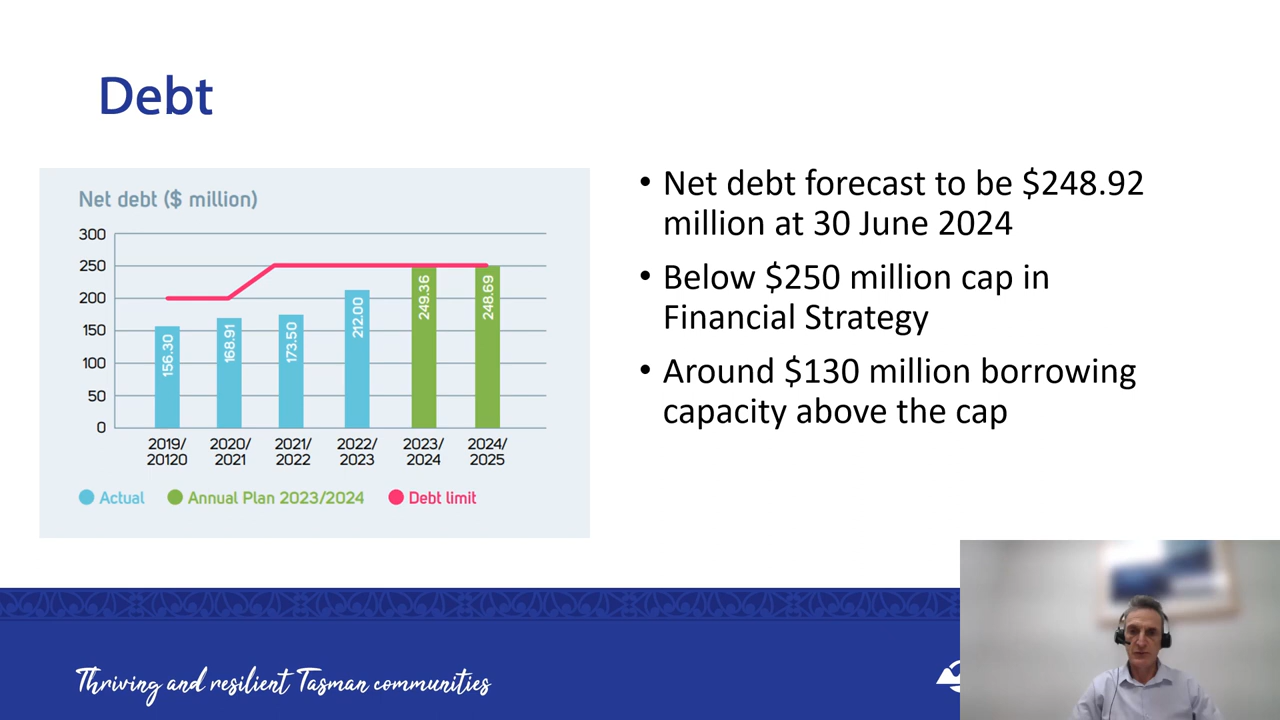 Debt
Net debt ($ million)
300
250
200
150
100
50
0
156.30
168.91
173.50
212.00
249.36
248.69
2019/
20120
2020/
2021
2021/
2022
2022/
2023
2023/
2024
2024/
2025
Actual
Annual Plan 2023/2024
Debt limit
• Net debt forecast to be $248.92
million at 30 June 2024
• Below $250 million cap in
Financial Strategy
• Around $130 million borrowing
capacity above the cap
Thriving and resilient Tasman communities